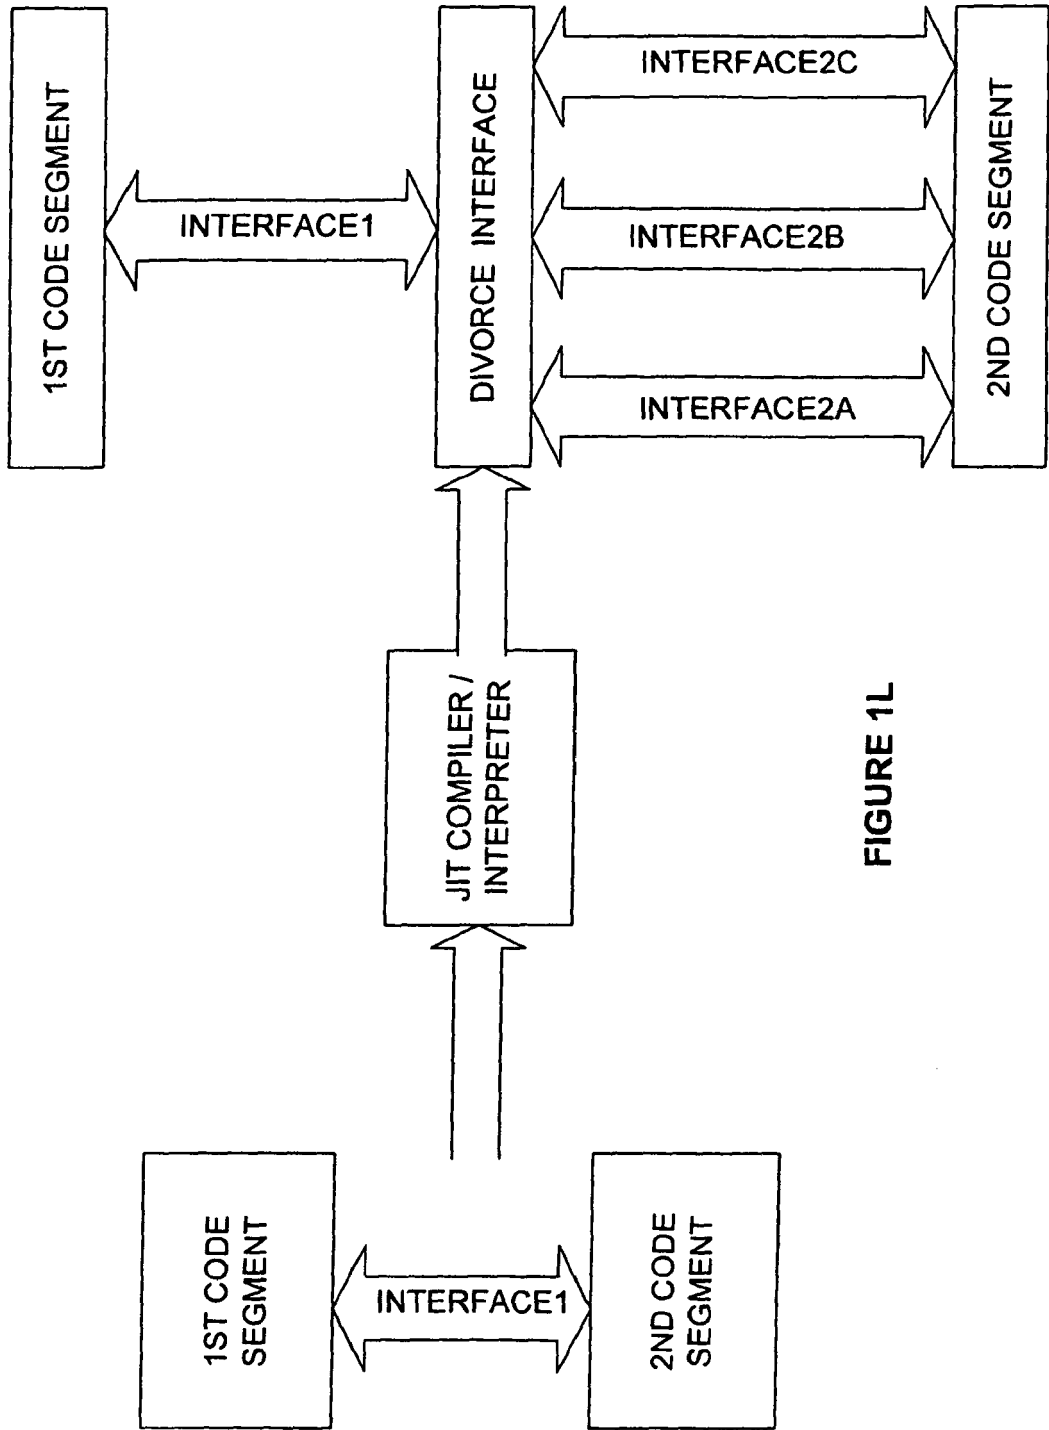 1ST CODE
SEGMENT
INTERFACE1
2ND CODE
SEGMENT
JIT COMPILER /
INTERPRETER
1ST CODE SEGMENT
INTERFACE1
DIVORCE INTERFACE
INTERFACE2A
INTERFACE2B
INTERFACE2C
2ND CODE SEGMENT
FIGURE 1L